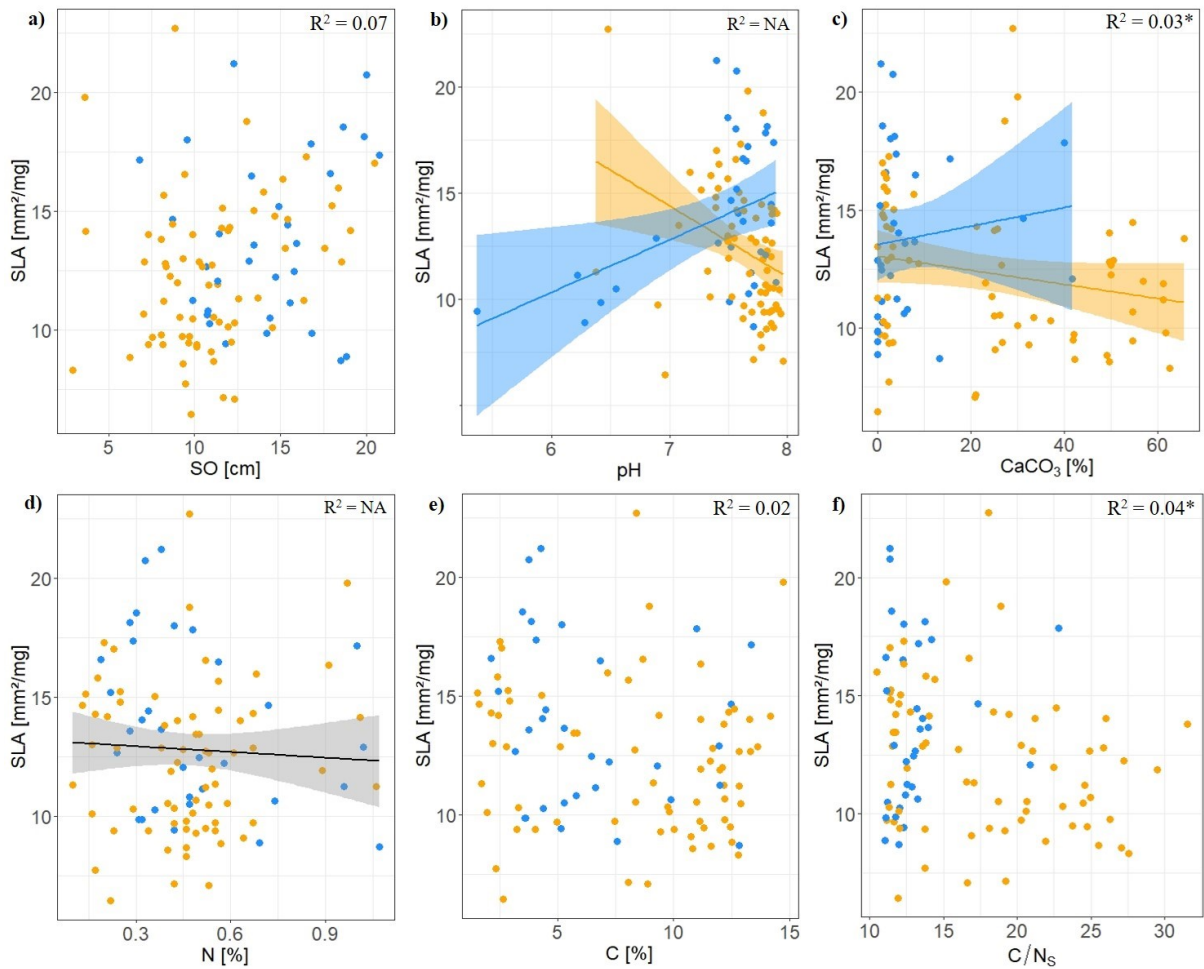 a) R² = 0.07
20
15
10
SLA [mm²/mg]
5 10 15 20
SO [cm]
b) R² = NA
20
15
10
SLA [mm²/mg]
6 7 8
pH
c) R² = 0.03*
20
15
10
SLA [mm²/mg]
0 20 40 60
CaCO₃ [%]
d) R² = NA
20
15
10
SLA [mm²/mg]
0.3 0.6 0.9
N [%]
e) R² = 0.02
20
15
10
SLA [mm²/mg]
5 10 15
C [%]
f) R² = 0.04*
20
15
10
SLA [mm²/mg]
10 15 20 25 30
C/Nₛ